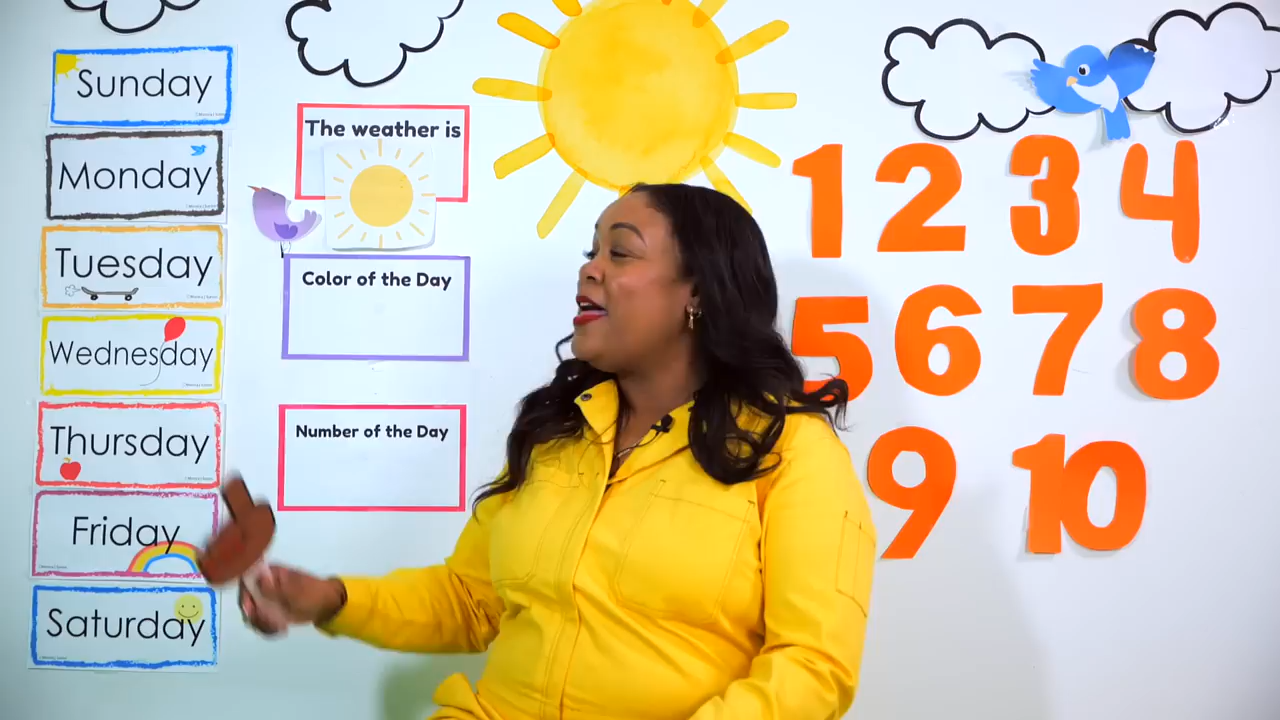 Sunday
Monday
Tuesday
Wednesday
Thursday
Friday
Saturday
The weather is
Color of the Day
Number of the Day
1 2 3 4
5 6 7 8
9 10